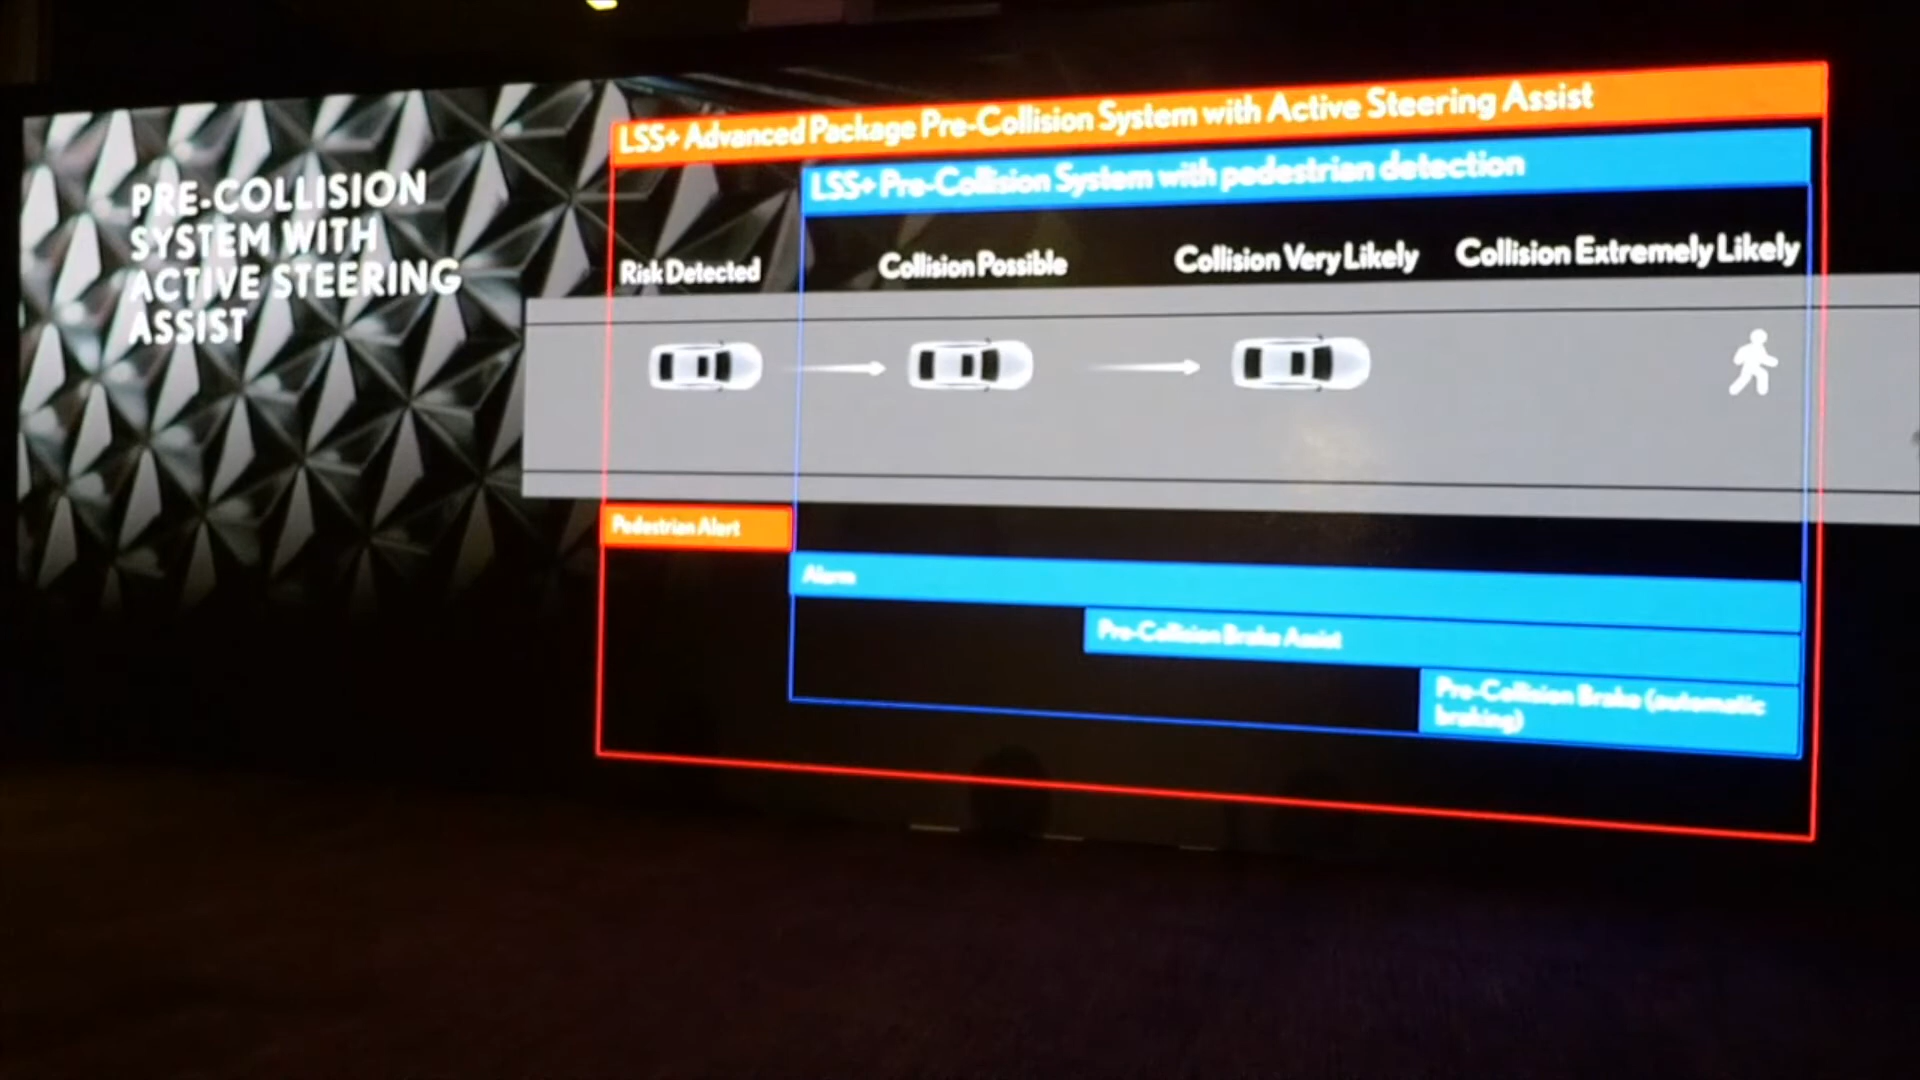 PRE-COLLISION
SYSTEM WITH
ACTIVE STEERING
ASSIST
LSS+ Advanced Package Pre-Collision System with Active Steering Assist
LSS+ Pre-Collision System with pedestrian detection
Risk Detected
Collision Possible
Collision Very Likely
Collision Extremely Likely
Pedestrian Alert
Alarm
Pre-Collision Brake Assist
Pre-Collision Brake (automatic
braking)